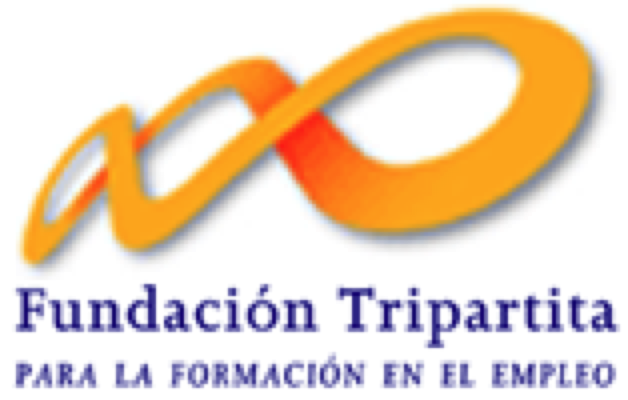 Fundación Tripartita
PARA LA FORMACIÓN EN EL EMPLEO